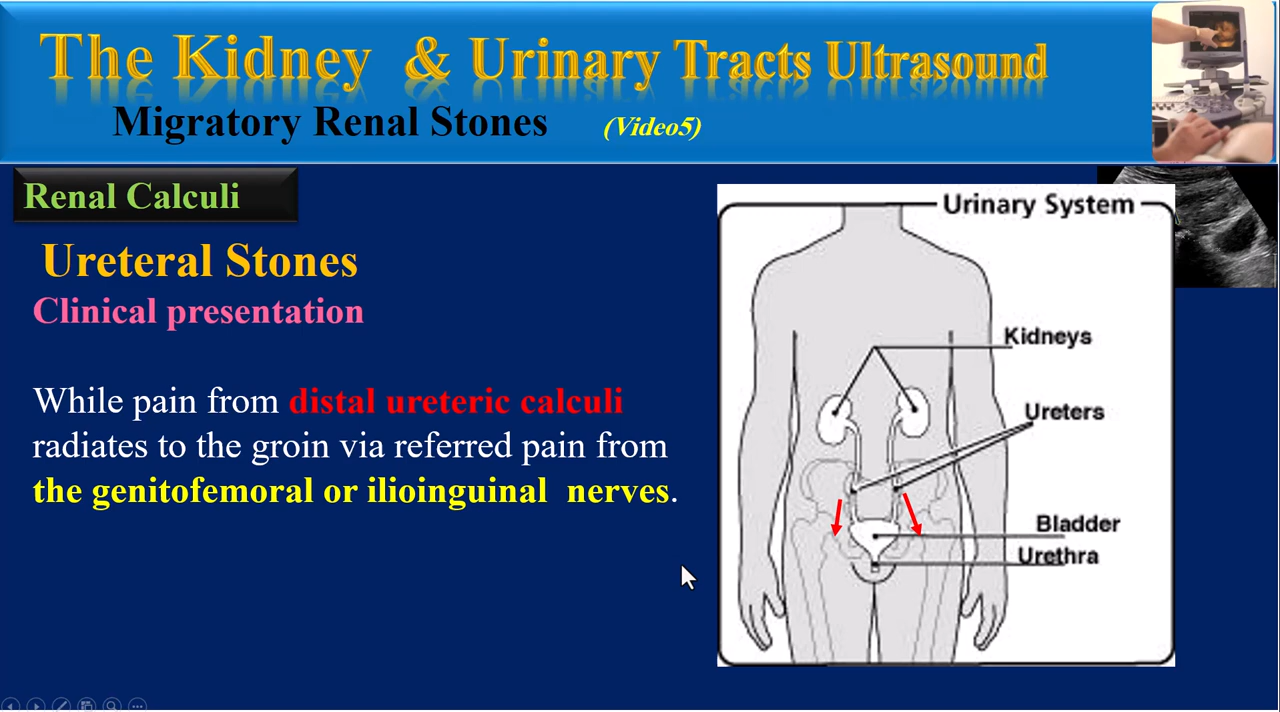 The Kidney & Urinary Tracts Ultrasound
Migratory Renal Stones (Video5)
Renal Calculi
Ureteral Stones
Clinical presentation
While pain from distal ureteric calculi
radiates to the groin via referred pain from
the genitofemoral or ilioinguinal nerves.
Urinary System
Kidneys
Ureters
Bladder
Urethra